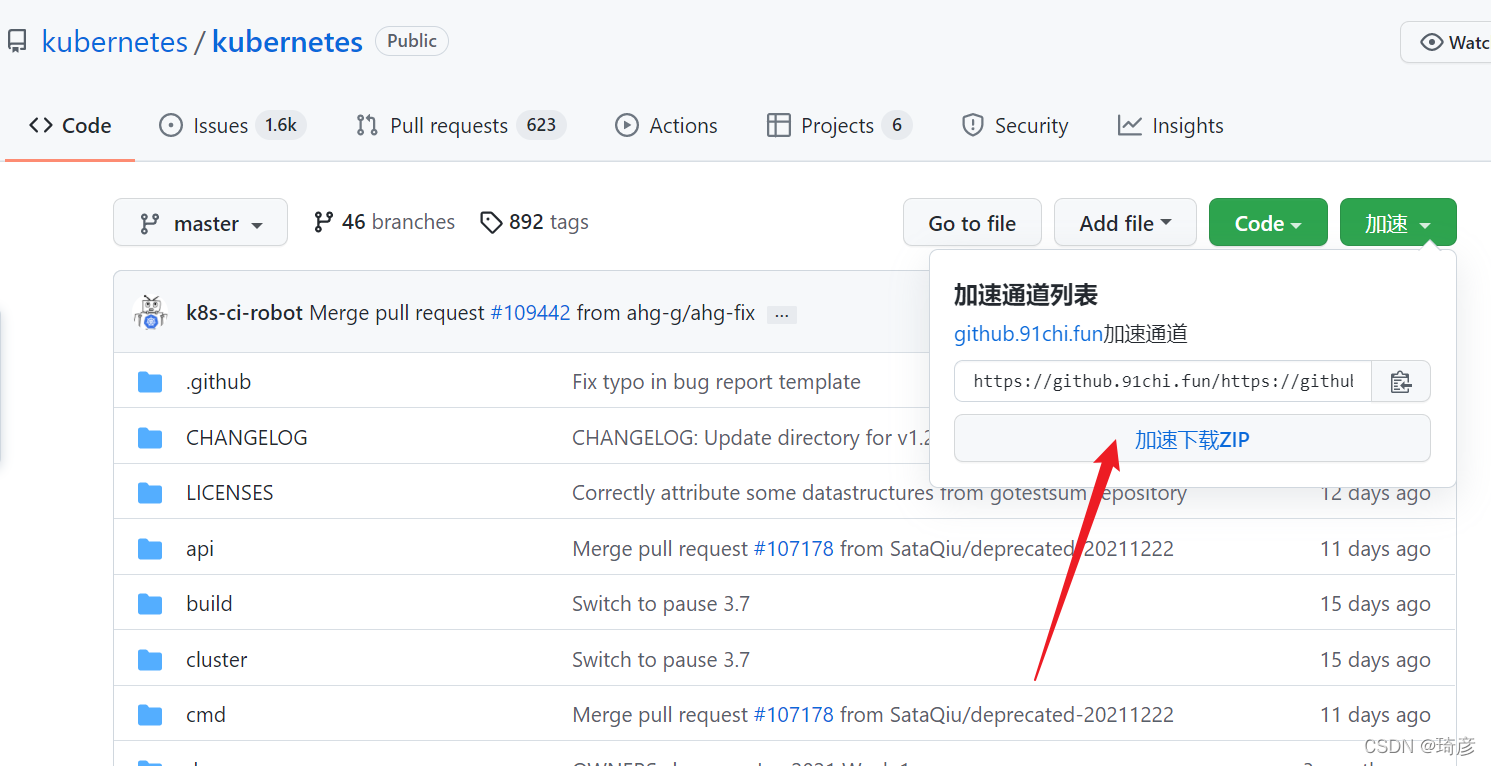 kubernetes / kubernetes Public
Watc
Code Issues 1.6k Pull requests 623 Actions Projects 6 Security Insights
master 46 branches 892 tags Go to file Add file Code 加速
加速通道列表
github.91chi.fun加速通道
https://github.91chi.fun/https://githul
加速下载ZIP
k8s-ci-robot Merge pull request #109442 from ahg-g/ahg-fix ...
.github Fix typo in bug report template
CHANGELOG CHANGELOG: Update directory for v1.2
LICENSES Correctly attribute some datastructures from gotestsum repository 12 days ago
api Merge pull request #107178 from SataQiu/deprecated-20211222 11 days ago
build Switch to pause 3.7 15 days ago
cluster Switch to pause 3.7 15 days ago
cmd Merge pull request #107178 from SataQiu/deprecated-20211222 11 days ago
CSDN @琦彦